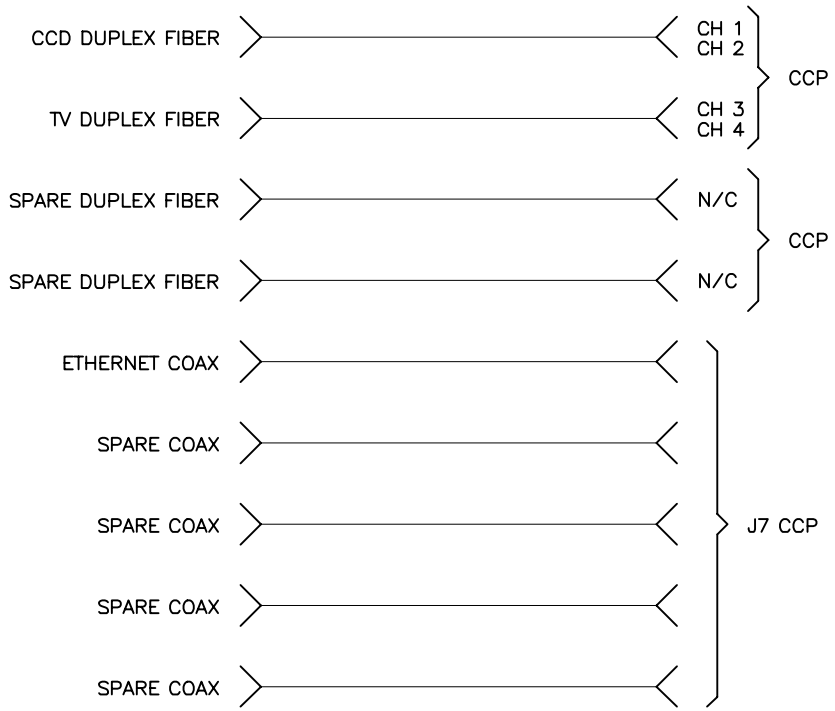 CCD DUPLEX FIBER
CH 1
CH 2
CCP
TV DUPLEX FIBER
CH 3
CH 4
SPARE DUPLEX FIBER
N/C
CCP
SPARE DUPLEX FIBER
N/C
ETHERNET COAX
SPARE COAX
SPARE COAX
J7 CCP
SPARE COAX
SPARE COAX